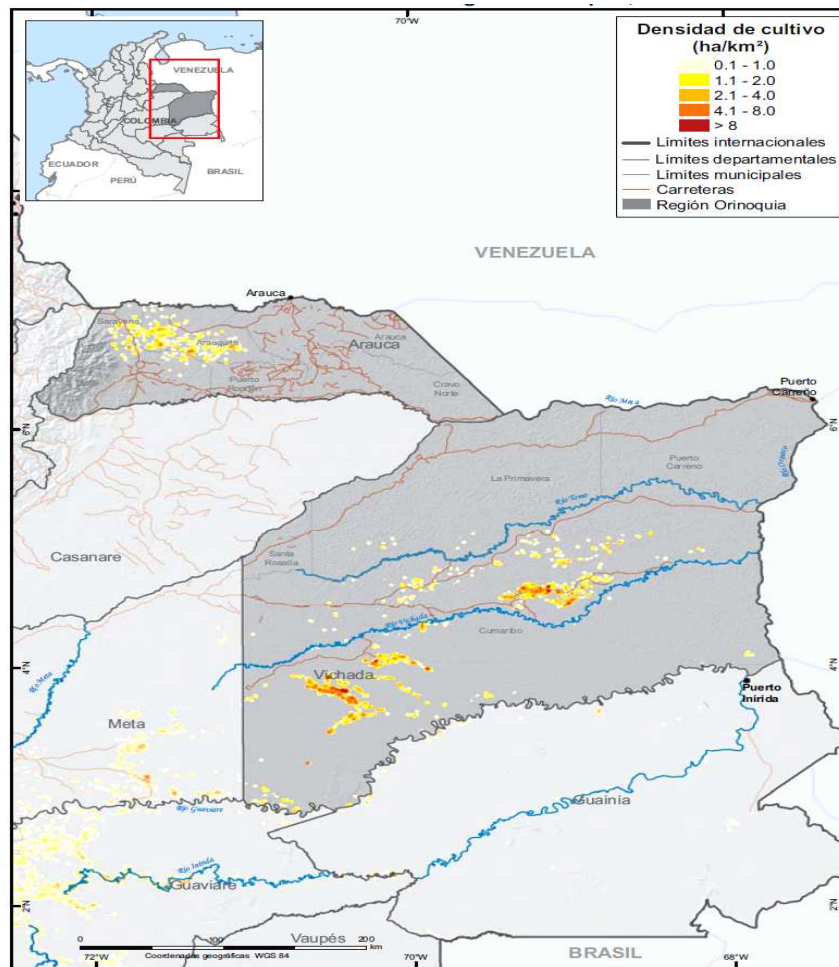 70°W
Densidad de cultivo
(ha/km²)
0.1 - 1.0
1.1 - 2.0
2.1 - 4.0
4.1 - 8.0
> 8
Límites internacionales
Límites departamentales
Límites municipales
Carreteras
Región Orinoquia
VENEZUELA
COLOMBIA
ECUADOR
PERÚ
BRASIL
VENEZUELA
Arauca
Saravena
Arauquita
Arauca
Arauca
Puerto
Rondón
Cravo
Norte
Puerto
Carreño
Río Meta
6°N
6°N
La Primavera
Puerto
Carreno
Río Orinoco
Río Tomo
Casanare
Santa
Rosalía
Río Vichada
Cumaribo
4°N
4°N
Vichada
Río Meta
Puerto
Inírida
Meta
Río Guaviare
Guainía
Río Inírida
Guaviare
2°N
2°N
0
100
200
km
Vaupés
Coordenadas geográficas WGS 84
BRASIL
72°W
70°W
68°W